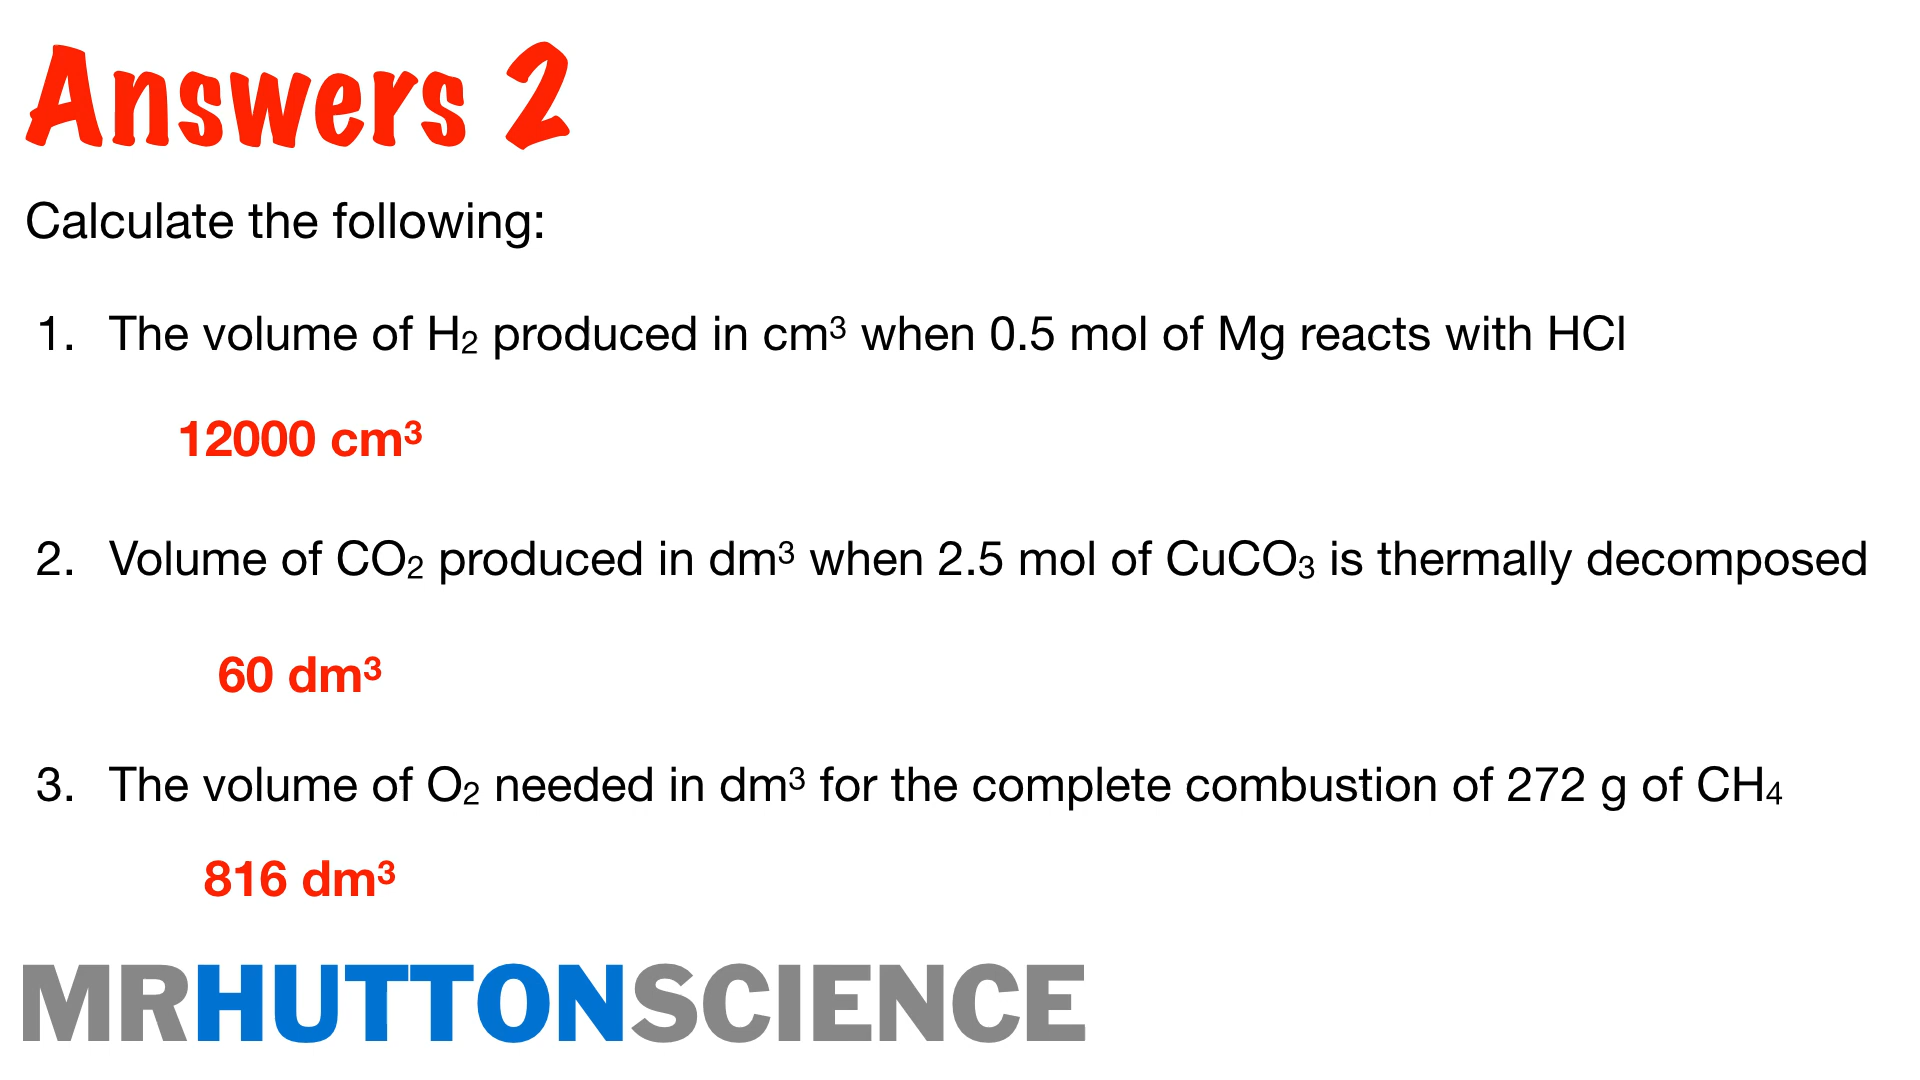 Answers 2
Calculate the following:
1. The volume of H₂ produced in cm³ when 0.5 mol of Mg reacts with HCl
12000 cm³
2. Volume of CO₂ produced in dm³ when 2.5 mol of CuCO₃ is thermally decomposed
60 dm³
3. The volume of O₂ needed in dm³ for the complete combustion of 272 g of CH₄
816 dm³
MRHUTTONSCIENCE